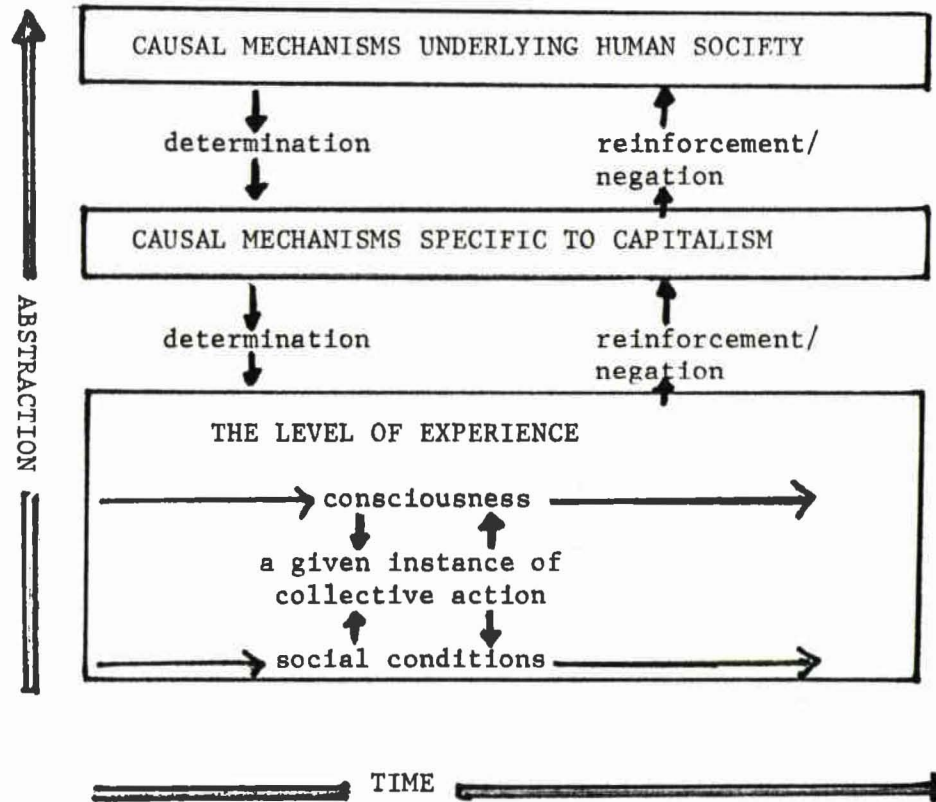 CAUSAL MECHANISMS UNDERLYING HUMAN SOCIETY
determination
reinforcement/
negation
CAUSAL MECHANISMS SPECIFIC TO CAPITALISM
determination
reinforcement/
negation
ABSTRACTION
THE LEVEL OF EXPERIENCE
consciousness
a given instance of
collective action
social conditions
TIME